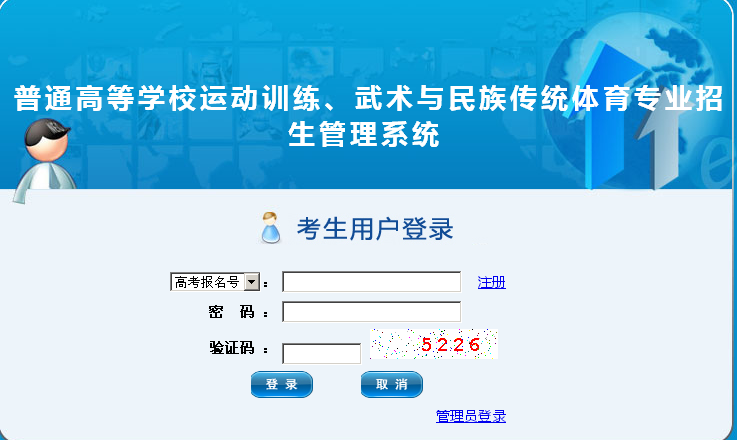 普通高等学校运动训练、武术与民族传统体育专业招
生管理系统
考生用户登录
高考报名号 ： 注册
密 码 ：
验证码 ： 5226
登 录 取 消
管理员登录